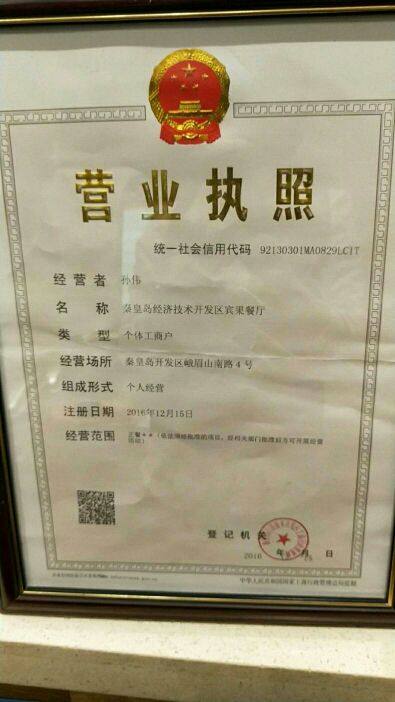 营业执照
统一社会信用代码 92130301MA0829LC1T
经营者 孙伟
名称 秦皇岛经济技术开发区宾果餐厅
类型 个体工商户
经营场所 秦皇岛开发区峨眉山南路4号
组成形式 个人经营
注册日期 2016年12月15日
经营范围 正餐**(依法须经批准的项目，经相关部门批准后方可开展经营
活动)
登记机关
2016 年 月 15 日
中华人民共和国国家工商行政管理总局监制